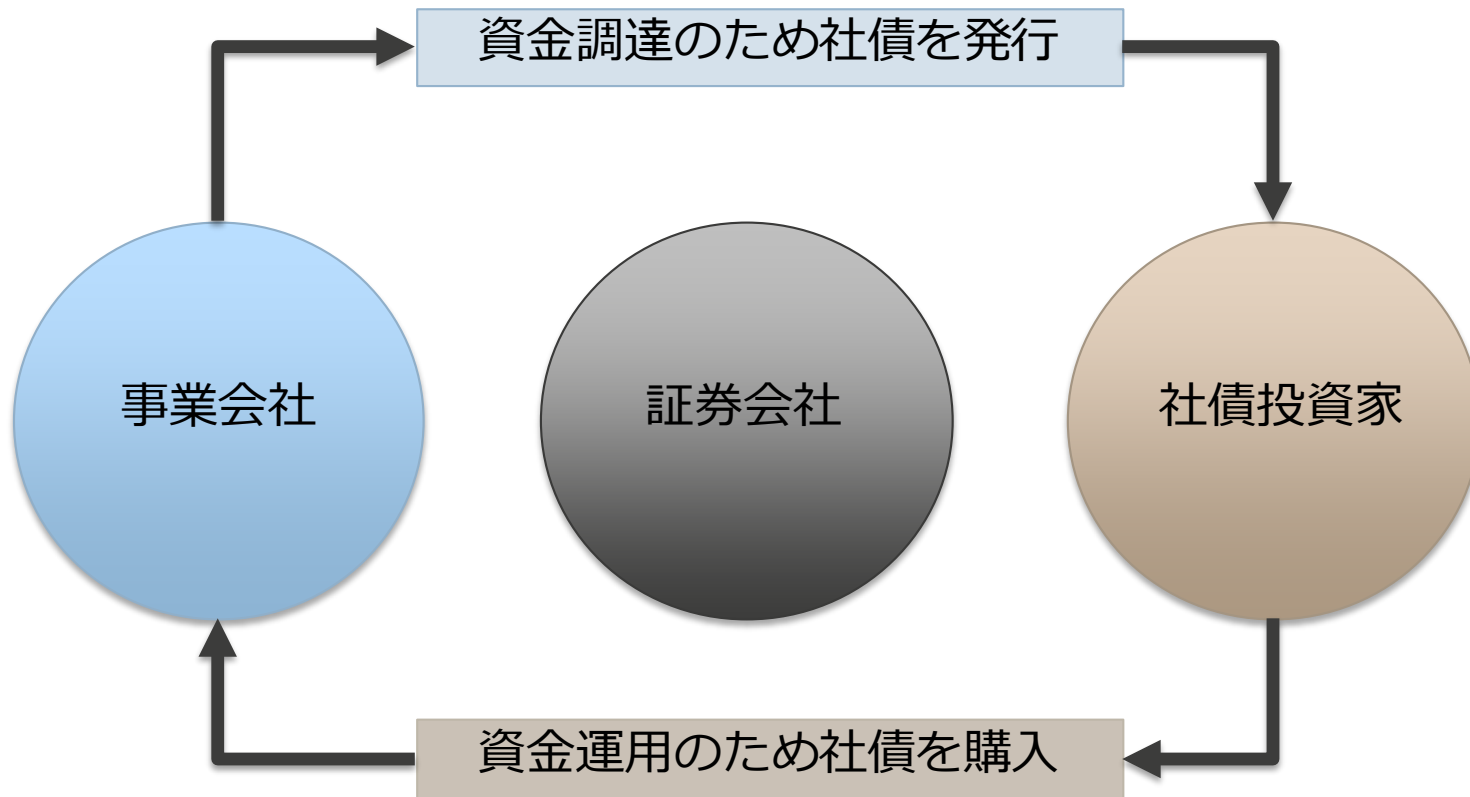 資金調達のため社債を発行
事業会社
証券会社
社債投資家
資金運用のため社債を購入